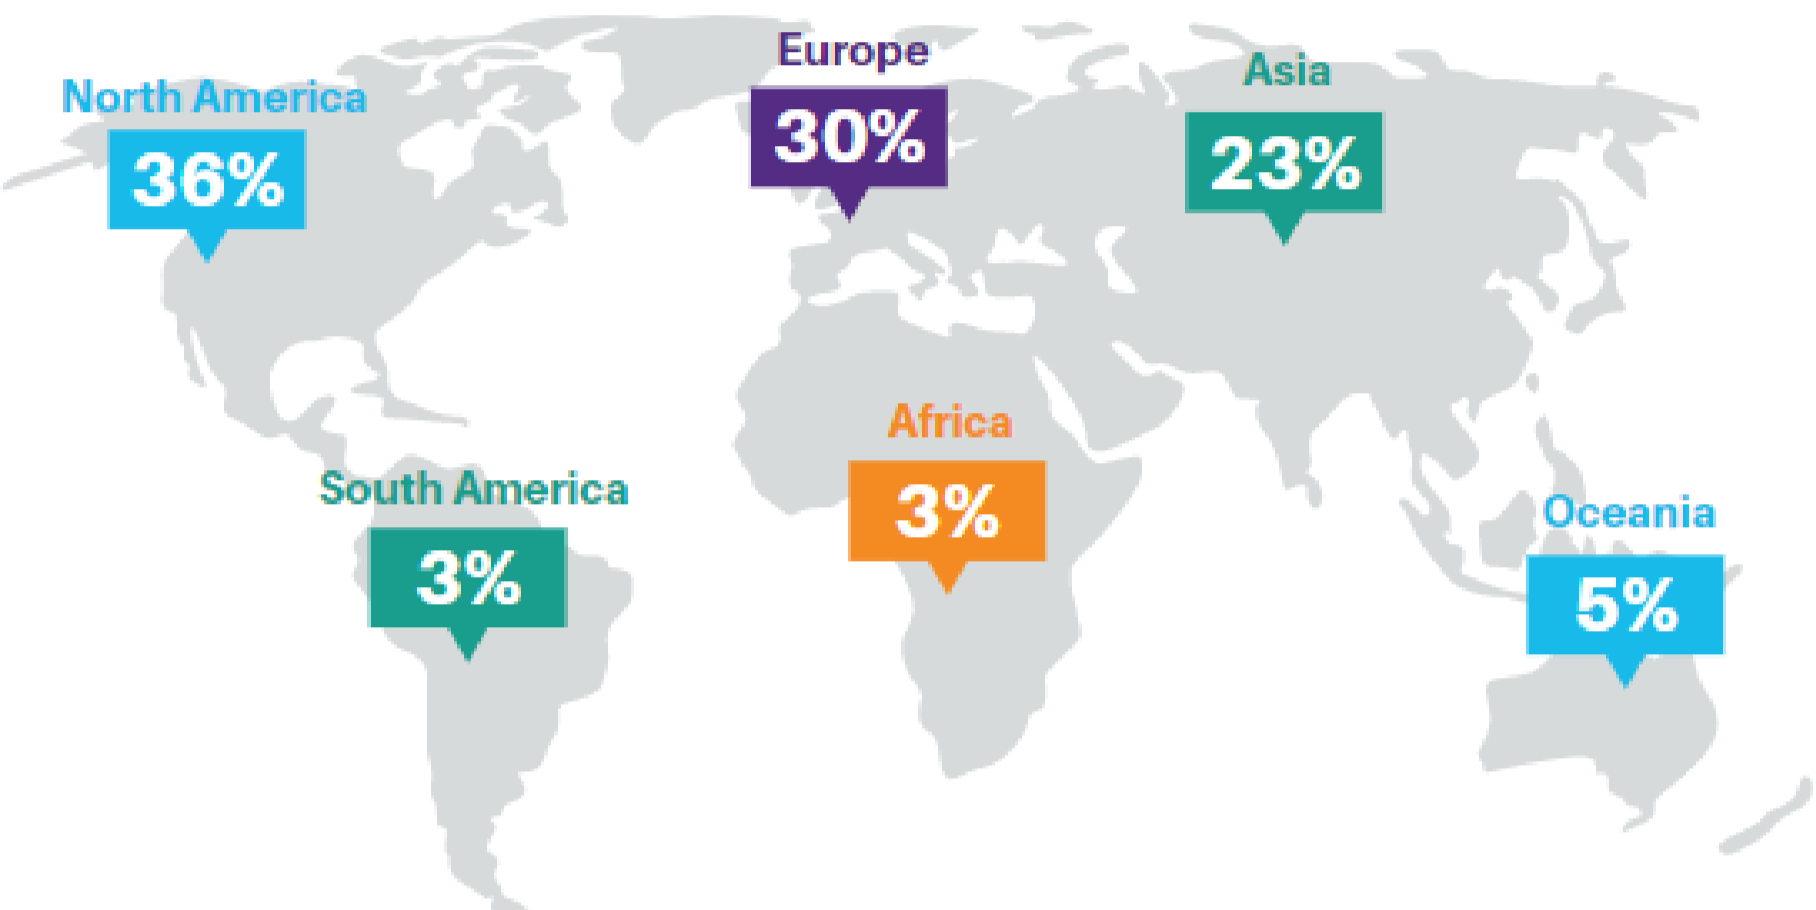 North America
36%
Europe
30%
Asia
23%
South America
3%
Africa
3%
Oceania
5%